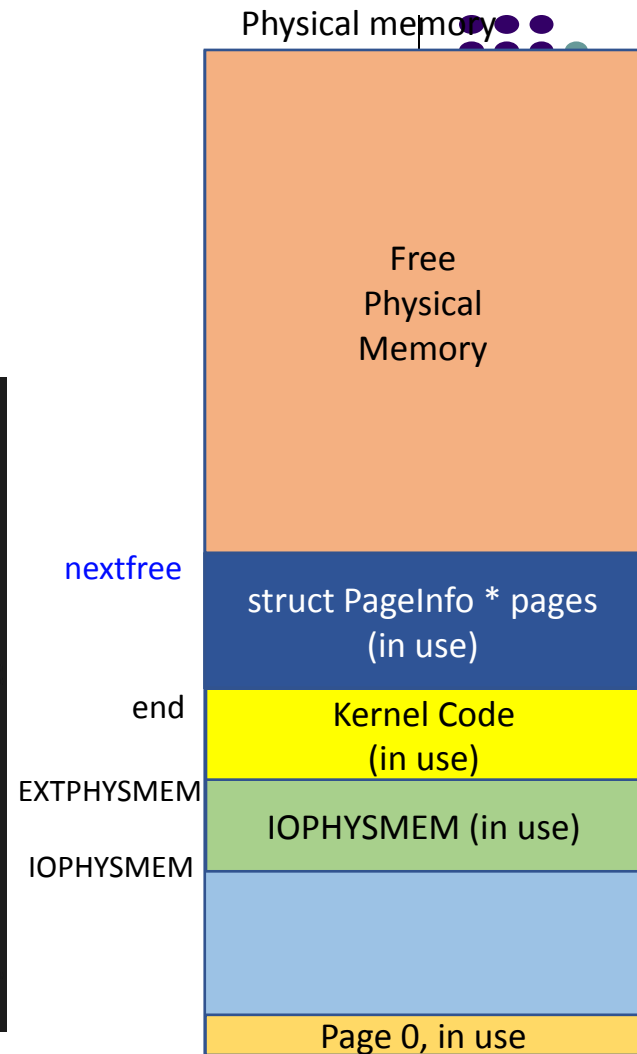 Physical memory
Free
Physical
Memory
nextfree
struct PageInfo * pages
(in use)
end
Kernel Code
(in use)
EXTPHYSMEM
IOPHYSMEM (in use)
IOPHYSMEM
Page 0, in use